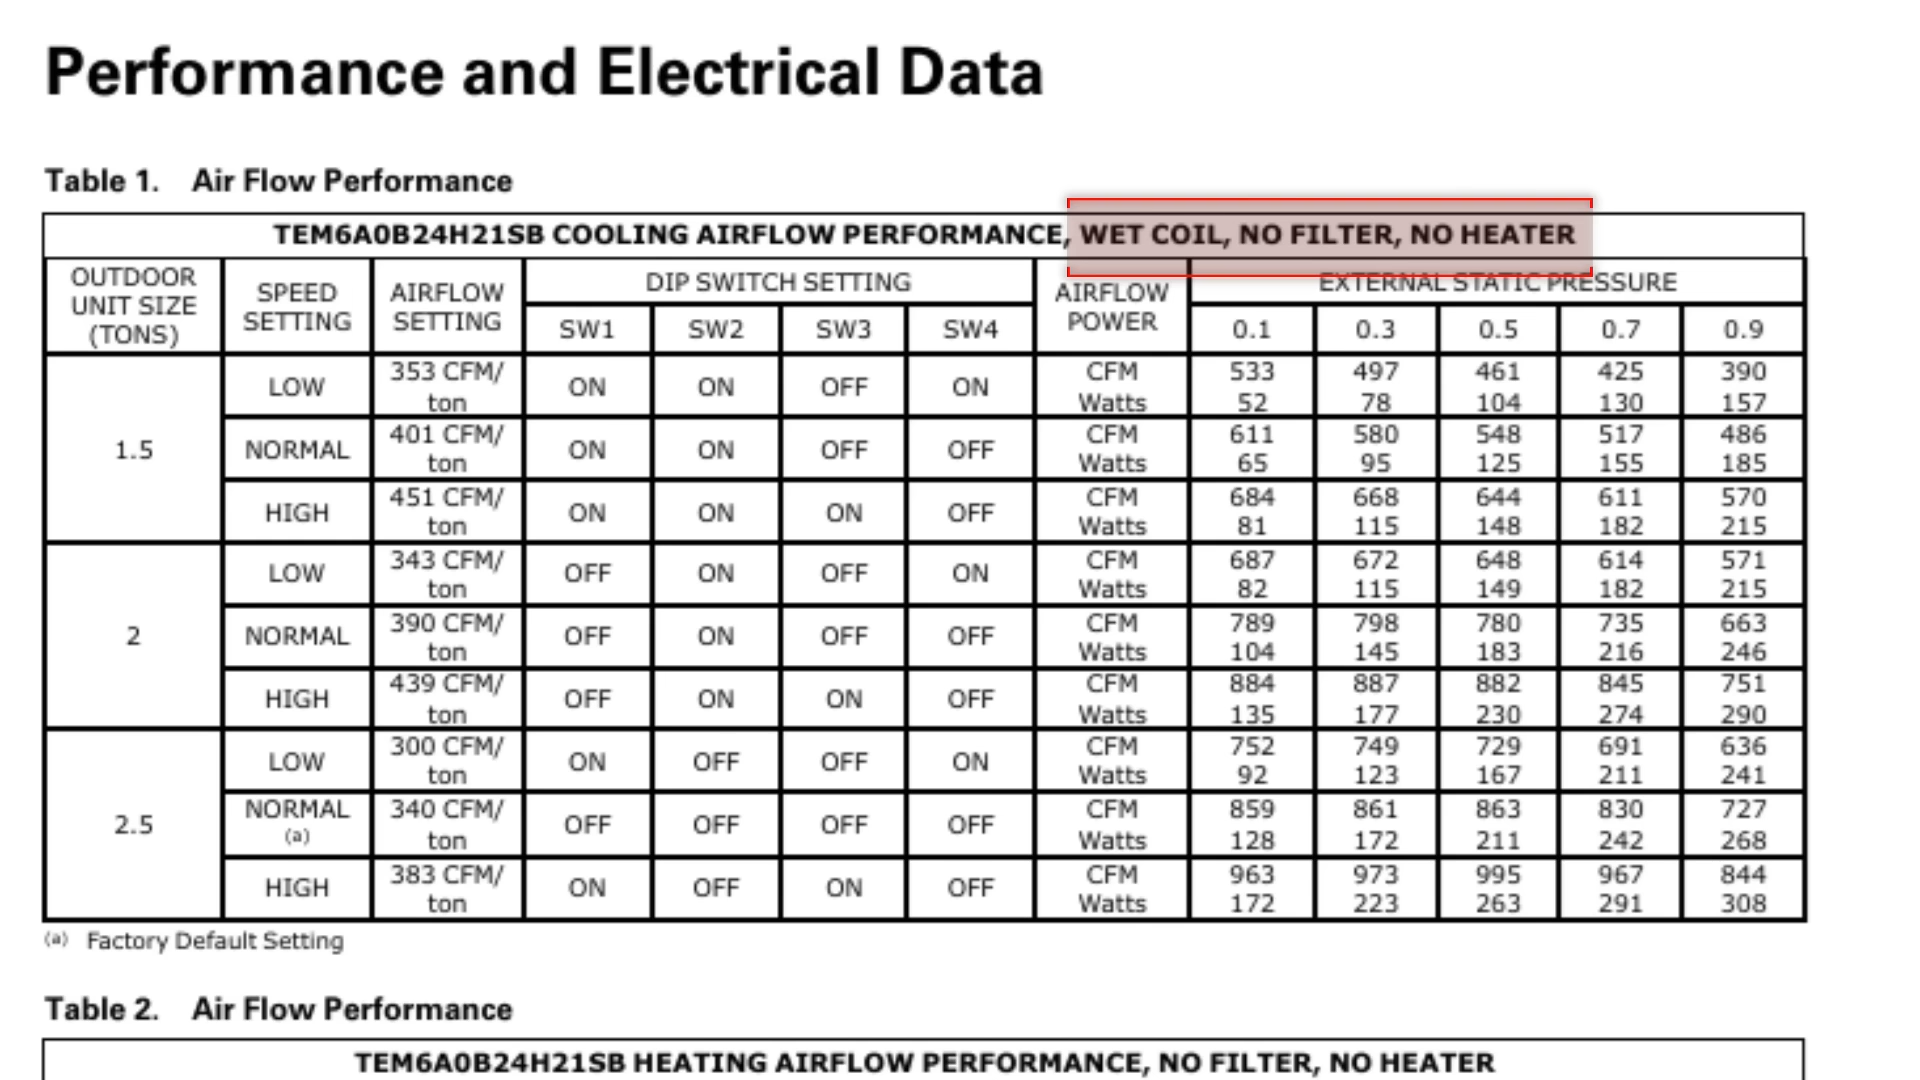 Performance and Electrical Data
Table 1. Air Flow Performance
TEM6A0B24H21SB COOLING AIRFLOW PERFORMANCE, WET COIL, NO FILTER, NO HEATER
OUTDOOR UNIT SIZE (TONS) SPEED SETTING AIRFLOW SETTING DIP SWITCH SETTING AIRFLOW POWER EXTERNAL STATIC PRESSURE
SW1 SW2 SW3 SW4 0.1 0.3 0.5 0.7 0.9
1.5 LOW 353 CFM/ton ON ON OFF ON CFM 533 497 461 425 390
Watts 52 78 104 130 157
NORMAL 401 CFM/ton ON ON OFF OFF CFM 611 580 548 517 486
Watts 65 95 125 155 185
HIGH 451 CFM/ton ON ON ON OFF CFM 684 668 644 611 570
Watts 81 115 148 182 215
2 LOW 343 CFM/ton OFF ON OFF ON CFM 687 672 648 614 571
Watts 82 115 149 182 215
NORMAL 390 CFM/ton OFF ON OFF OFF CFM 789 798 780 735 663
Watts 104 145 183 216 246
HIGH 439 CFM/ton OFF ON ON OFF CFM 884 887 882 845 751
Watts 135 177 230 274 290
2.5 LOW 300 CFM/ton ON OFF OFF ON CFM 752 749 729 691 636
Watts 92 123 167 211 241
NORMAL (a) 340 CFM/ton OFF OFF OFF OFF CFM 859 861 863 830 727
Watts 128 172 211 242 268
HIGH 383 CFM/ton ON OFF ON OFF CFM 963 973 995 967 844
Watts 172 223 263 291 308
(a) Factory Default Setting
Table 2. Air Flow Performance
TEM6A0B24H21SB HEATING AIRFLOW PERFORMANCE, NO FILTER, NO HEATER